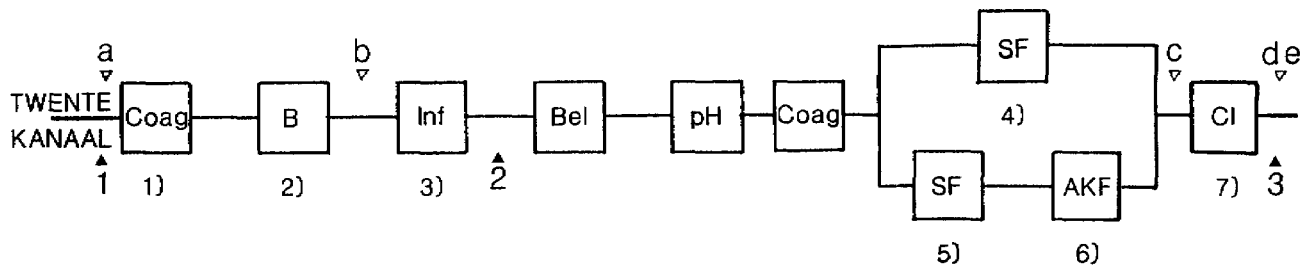 a
b
c
de
SF
4)
TWENTE
KANAAL
Coag
B
Inf
Bel
pH
Coag
Cl
1
1)
2)
3)
2
SF
AKF
7)
3
5)
6)